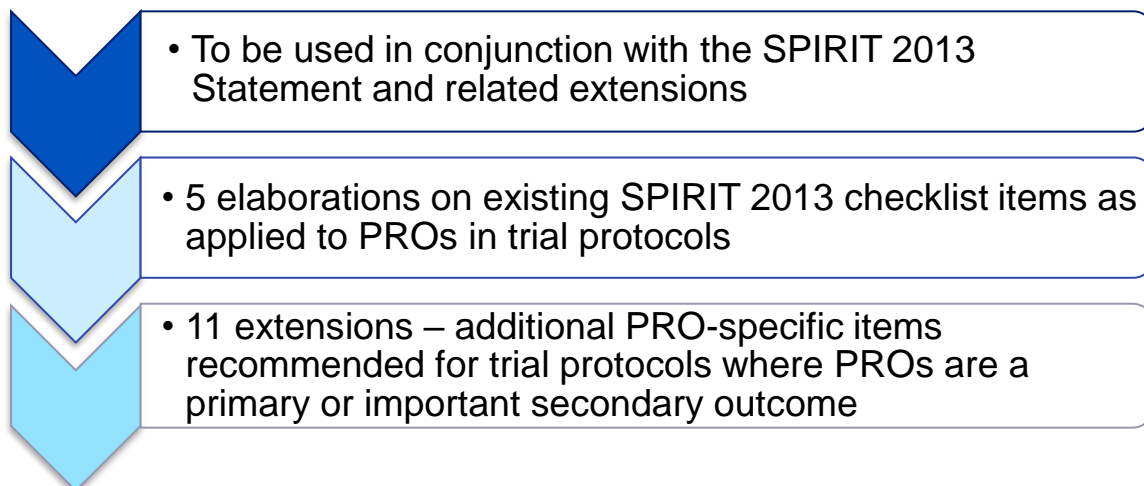 • To be used in conjunction with the SPIRIT 2013
Statement and related extensions
• 5 elaborations on existing SPIRIT 2013 checklist items as
applied to PROs in trial protocols
• 11 extensions – additional PRO-specific items
recommended for trial protocols where PROs are a
primary or important secondary outcome